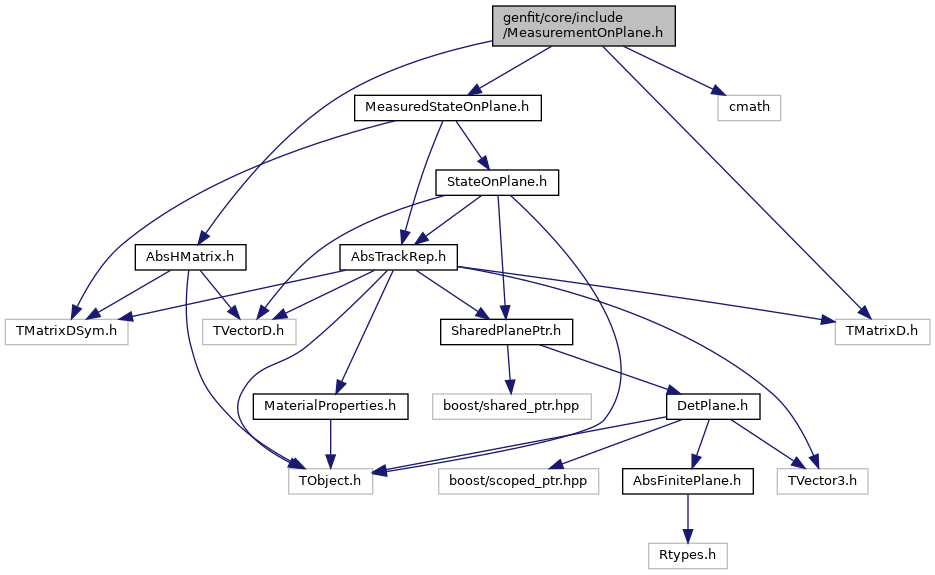 genfit/core/include
/MeasurementOnPlane.h
MeasuredStateOnPlane.h
cmath
StateOnPlane.h
AbsHMatrix.h
AbsTrackRep.h
TMatrixDSym.h
TVectorD.h
SharedPlanePtr.h
TMatrixD.h
MaterialProperties.h
boost/shared_ptr.hpp
DetPlane.h
TObject.h
boost/scoped_ptr.hpp
AbsFinitePlane.h
TVector3.h
Rtypes.h